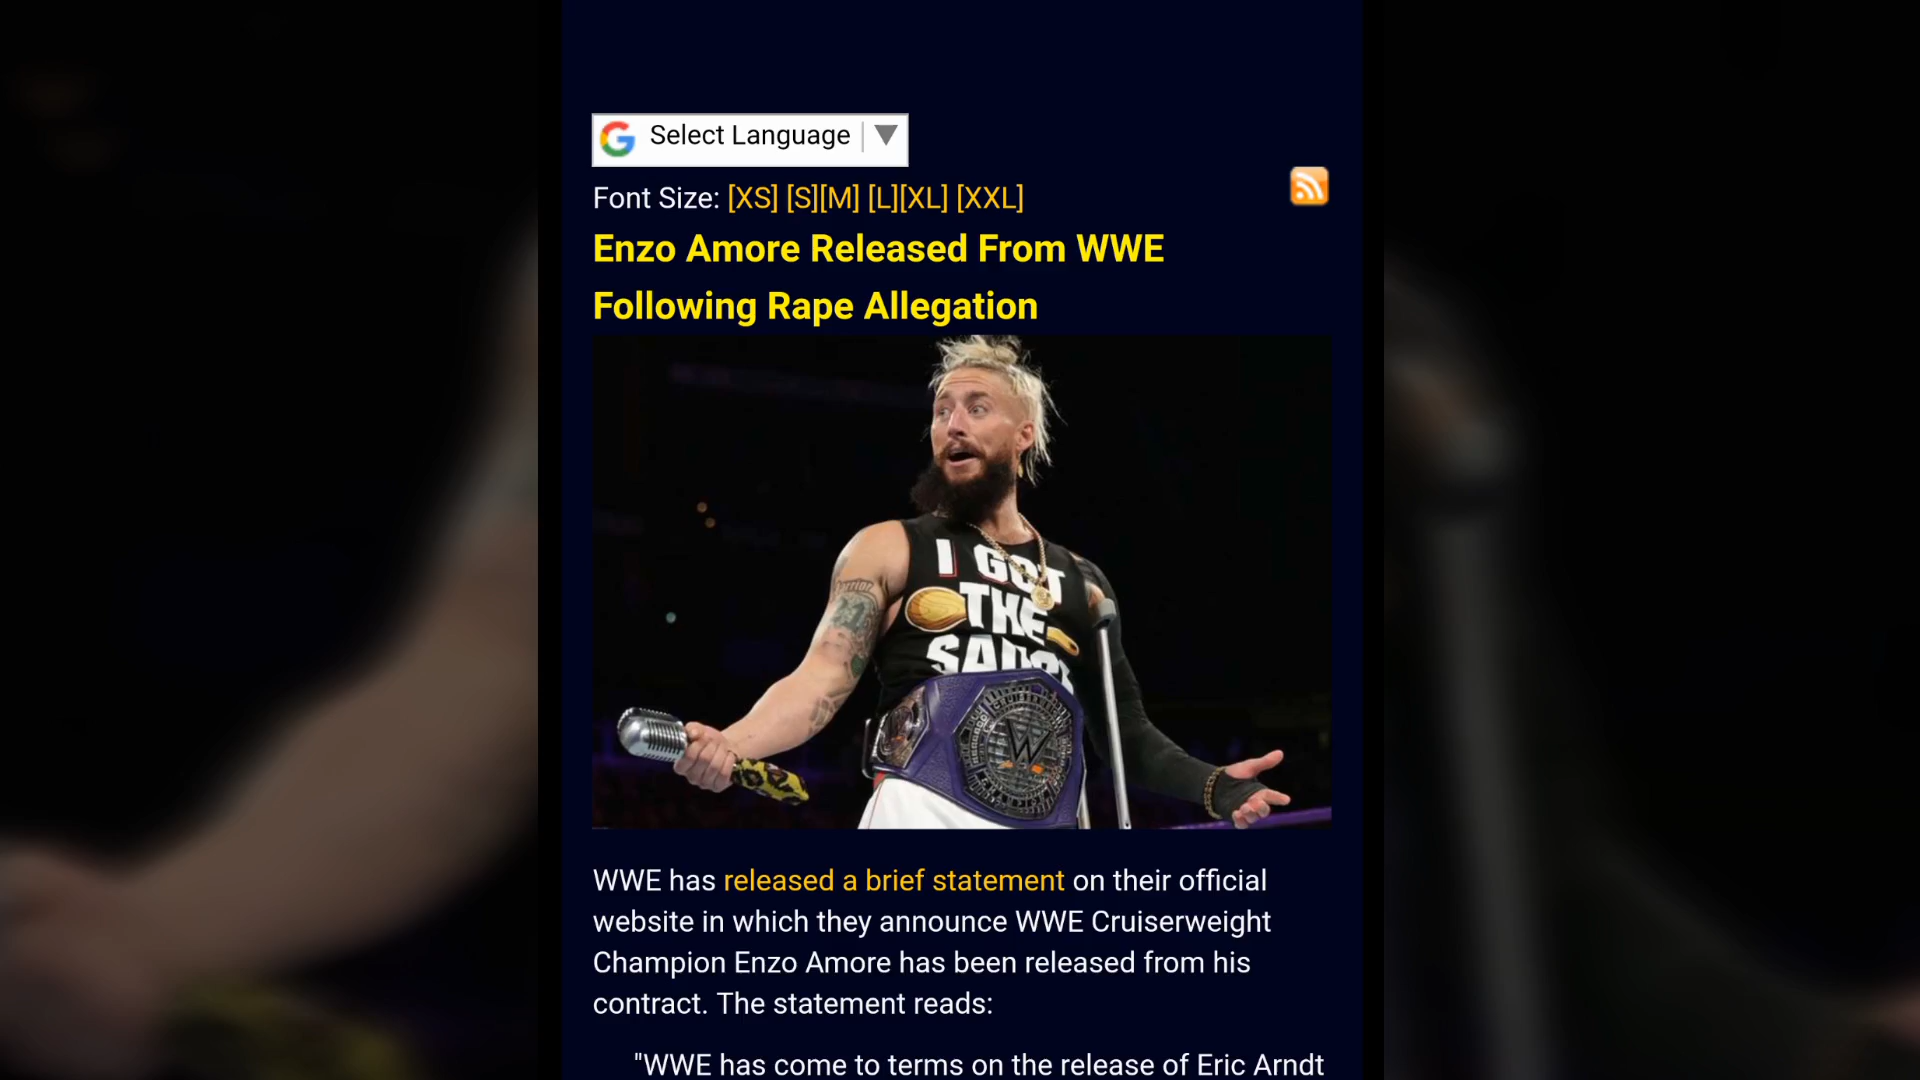 Select Language
Font Size: [XS] [S][M] [L][XL] [XXL]
Enzo Amore Released From WWE
Following Rape Allegation
I GOT
THE
WWE has released a brief statement on their official
website in which they announce WWE Cruiserweight
Champion Enzo Amore has been released from his
contract. The statement reads:
"WWE has come to terms on the release of Eric Arndt